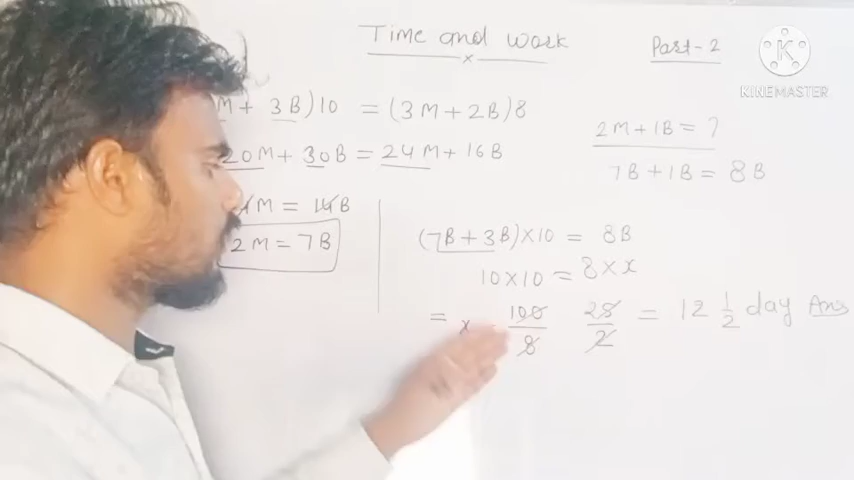 Time and work
Part-2
K
KINEMASTER
M + 3B)10 = (3M+2B)8
20M + 30B = 24M + 16B
M = 14B
2M = 7B
2M+1B = ?
7B+1B = 8B
(7B + 3B)×10 = 8B
10×10 = 8×x
= x 100/8 25/2 = 12 1/2 day Ans